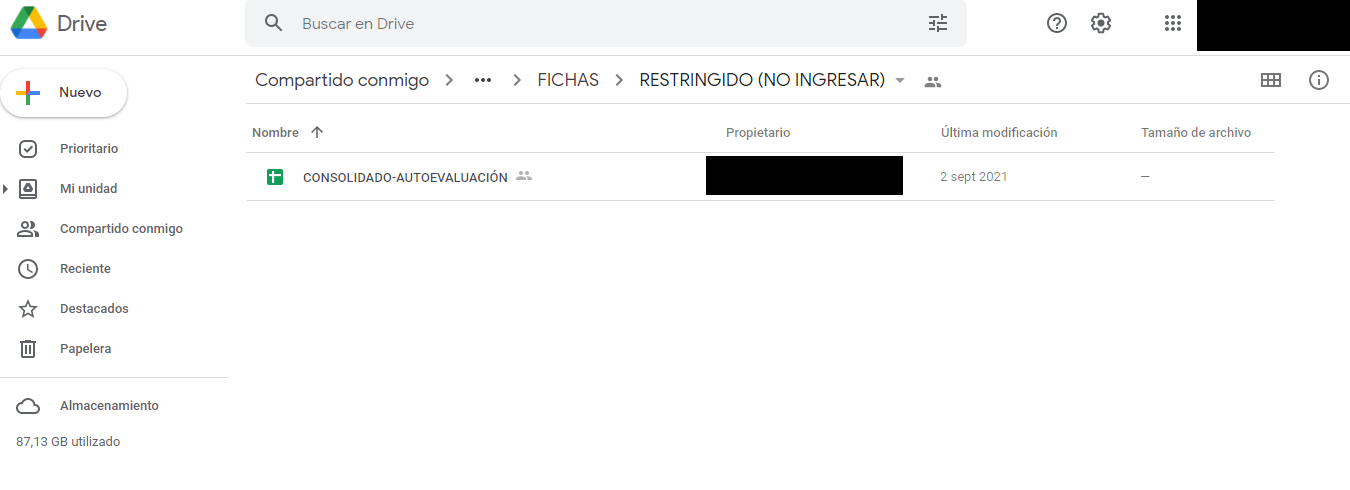 Drive
Buscar en Drive
Compartido conmigo ••• FICHAS RESTRINGIDO (NO INGRESAR)
Nuevo
Nombre Propietario Última modificación Tamaño de archivo
Prioritario
CONSOLIDADO-AUTOEVALUACIÓN 2 sept 2021 —
Mi unidad
Compartido conmigo
Reciente
Destacados
Papelera
Almacenamiento
87,13 GB utilizado